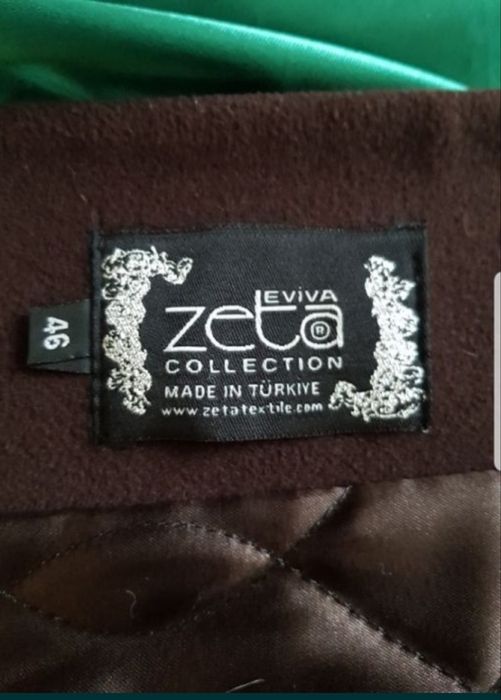 EViVA
zeta ®
COLLECTION
MADE IN TÜRKIYE
www.zetatextile.com
46